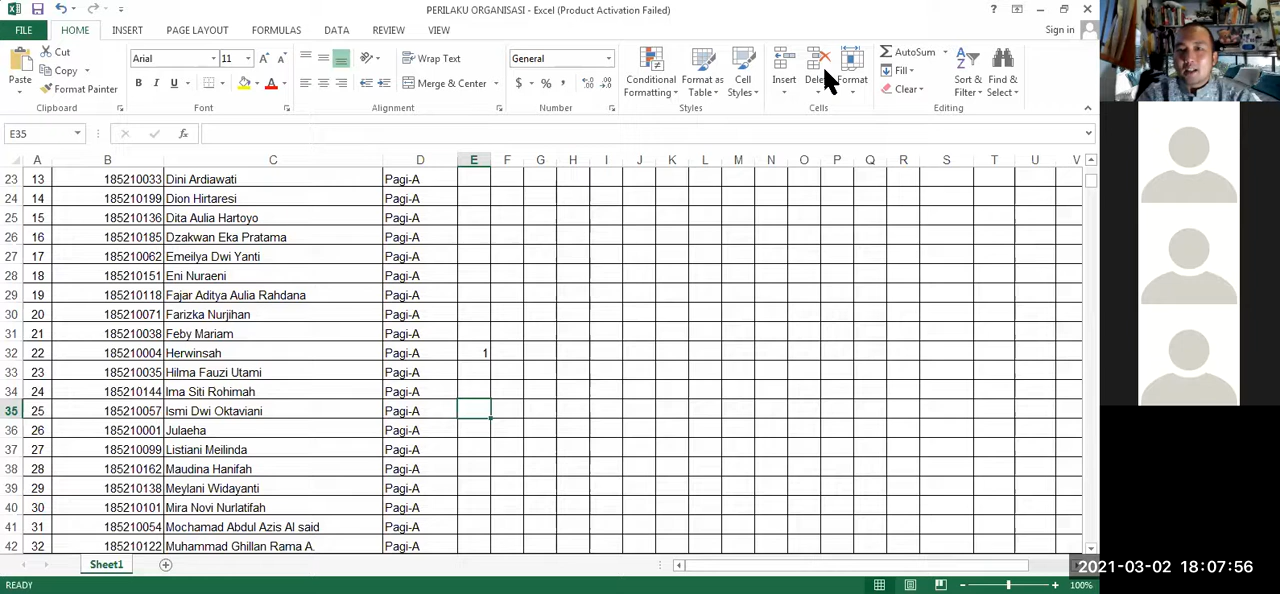 PERILAKU ORGANISASI - Excel (Product Activation Failed)
FILE HOME INSERT PAGE LAYOUT FORMULAS DATA REVIEW VIEW Sign in
Paste Cut Copy Format Painter
Arial 11
Wrap Text
Merge & Center
General
Conditional Formatting Format as Table Cell Styles
Insert Delete Format
AutoSum Fill Clear
Sort & Filter Find & Select
Clipboard Font Alignment Number Styles Cells Editing
E35
A B C D E F G H I J K L M N O P Q R S T U V
23 13 185210033 Dini Ardiawati Pagi-A
24 14 185210199 Dion Hirtaresi Pagi-A
25 15 185210136 Dita Aulia Hartoyo Pagi-A
26 16 185210185 Dzakwan Eka Pratama Pagi-A
27 17 185210062 Emeilya Dwi Yanti Pagi-A
28 18 185210151 Eni Nuraeni Pagi-A
29 19 185210118 Fajar Aditya Aulia Rahdana Pagi-A
30 20 185210071 Farizka Nurjihan Pagi-A
31 21 185210038 Feby Mariam Pagi-A
32 22 185210004 Herwinsah Pagi-A 1
33 23 185210035 Hilma Fauzi Utami Pagi-A
34 24 185210144 Ima Siti Rohimah Pagi-A
35 25 185210057 Ismi Dwi Oktaviani Pagi-A
36 26 185210001 Julaeha Pagi-A
37 27 185210099 Listiani Meilinda Pagi-A
38 28 185210162 Maudina Hanifah Pagi-A
39 29 185210138 Meylani Widayanti Pagi-A
40 30 185210101 Mira Novi Nurlatifah Pagi-A
41 31 185210054 Mochamad Abdul Azis Al said Pagi-A
42 32 185210122 Muhammad Ghillan Rama A. Pagi-A
Sheet1
2021-03-02 18:07:56
READY 100%